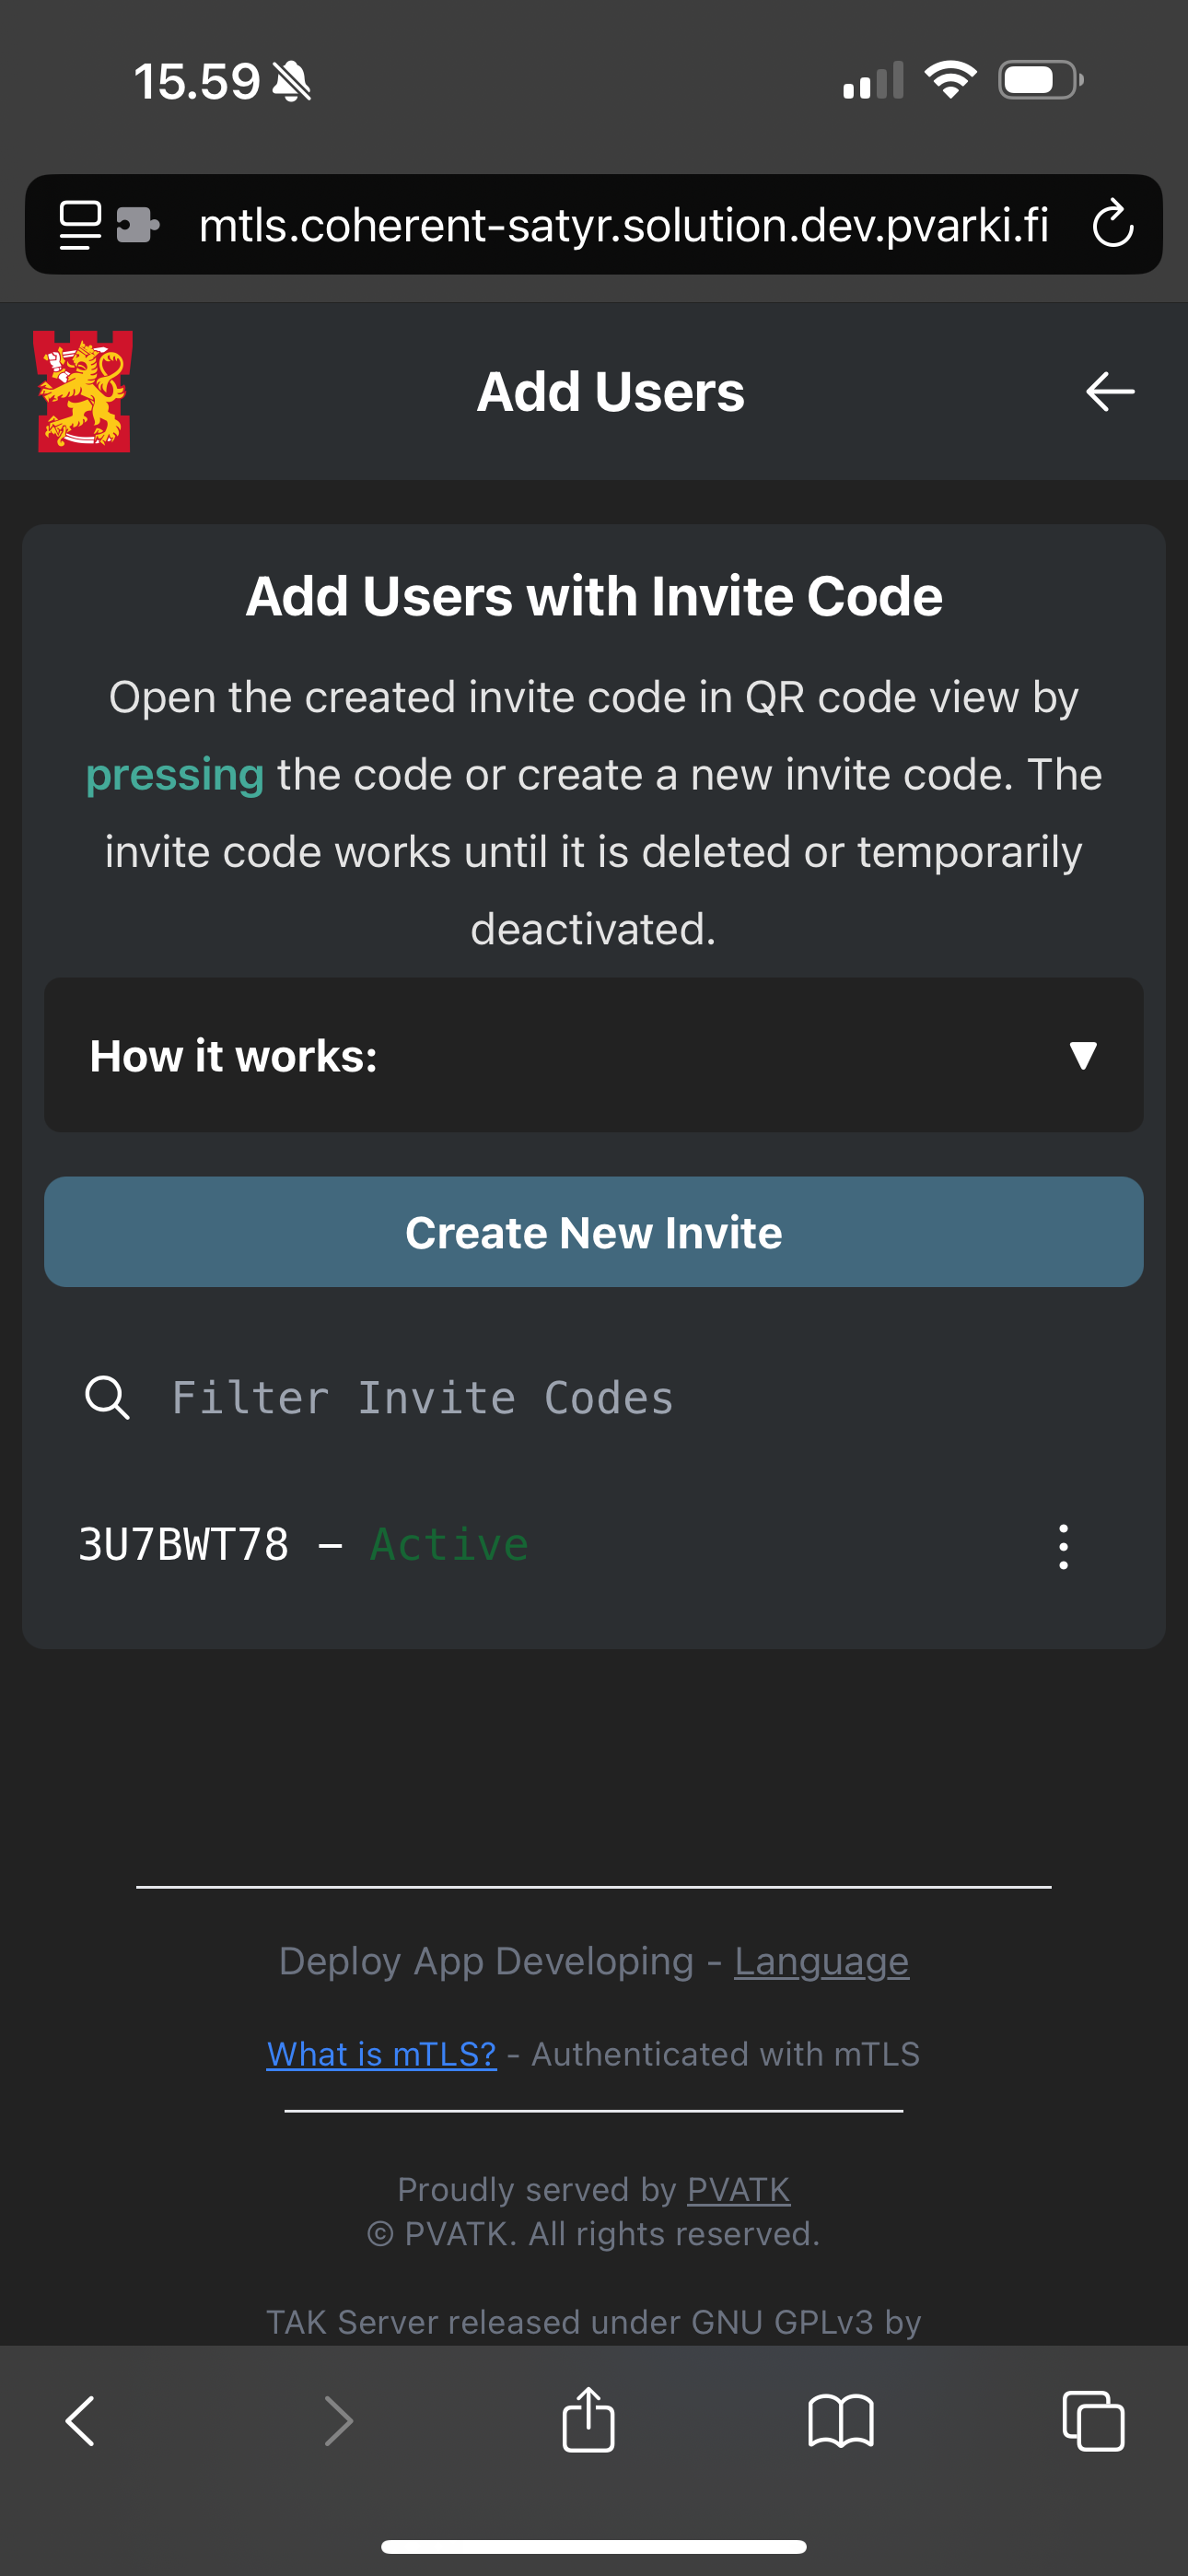 15.59
mtls.coherent-satyr.solution.dev.pvarki.fi
Add Users
Add Users with Invite Code
Open the created invite code in QR code view by
pressing the code or create a new invite code. The
invite code works until it is deleted or temporarily
deactivated.
How it works:
Create New Invite
Filter Invite Codes
3U7BWT78 – Active
Deploy App Developing - Language
What is mTLS? - Authenticated with mTLS
Proudly served by PVATK
© PVATK. All rights reserved.
TAK Server released under GNU GPLv3 by